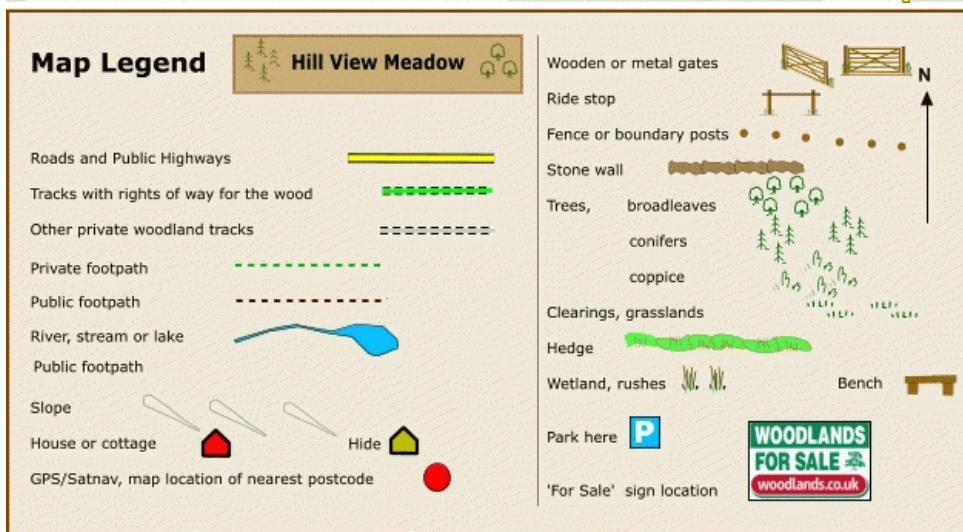 Map Legend
Hill View Meadow
Roads and Public Highways
Tracks with rights of way for the wood
Other private woodland tracks
Private footpath
Public footpath
River, stream or lake
Public footpath
Slope
House or cottage
Hide
GPS/Satnav, map location of nearest postcode
Wooden or metal gates
N
Ride stop
Fence or boundary posts
Stone wall
Trees, broadleaves
conifers
coppice
Clearings, grasslands
Hedge
Wetland, rushes
Bench
Park here P
'For Sale' sign location
WOODLANDS
FOR SALE
woodlands.co.uk